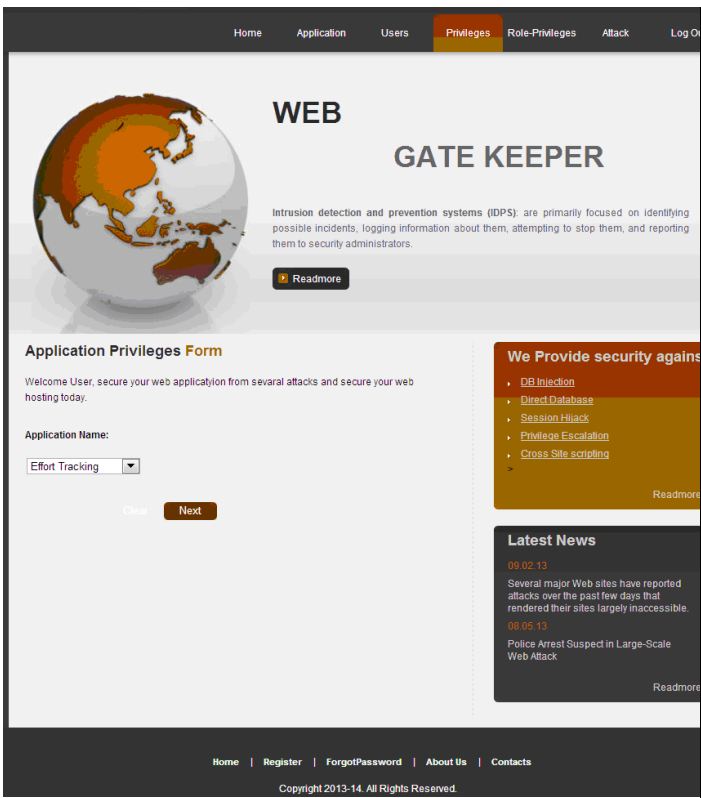 Home Application Users Privileges Role-Privileges Attack Log Ou
WEB
GATE KEEPER
Intrusion detection and prevention systems (IDPS): are primarily focused on identifying
possible incidents, logging information about them, attempting to stop them, and reporting
them to security administrators.
Readmore
Application Privileges Form
Welcome User, secure your web applicatyion from sevaral attacks and secure your web
hosting today.
Application Name:
Effort Tracking
Clear Next
We Provide security agains
DB Injection
Direct Database
Session Hijack
Privilege Escalation
Cross Site scripting
>
Readmore
Latest News
09.02.13
Several major Web sites have reported
attacks over the past few days that
rendered their sites largely inaccessible.
08.05.13
Police Arrest Suspect in Large-Scale
Web Attack
Readmore
Home | Register | ForgotPassword | About Us | Contacts
Copyright 2013-14. All Rights Reserved.